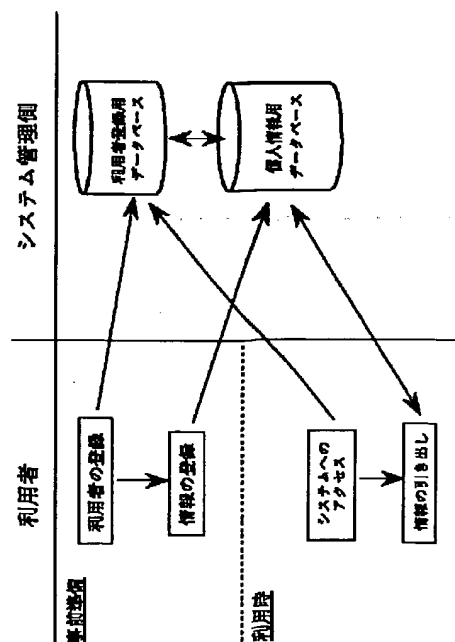 利用者
システム管理側
事前準備
利用者の登録
情報の登録
利用者登録用
データベース
個人情報用
データベース
利用時
システムへの
アクセス
情報の引き出し